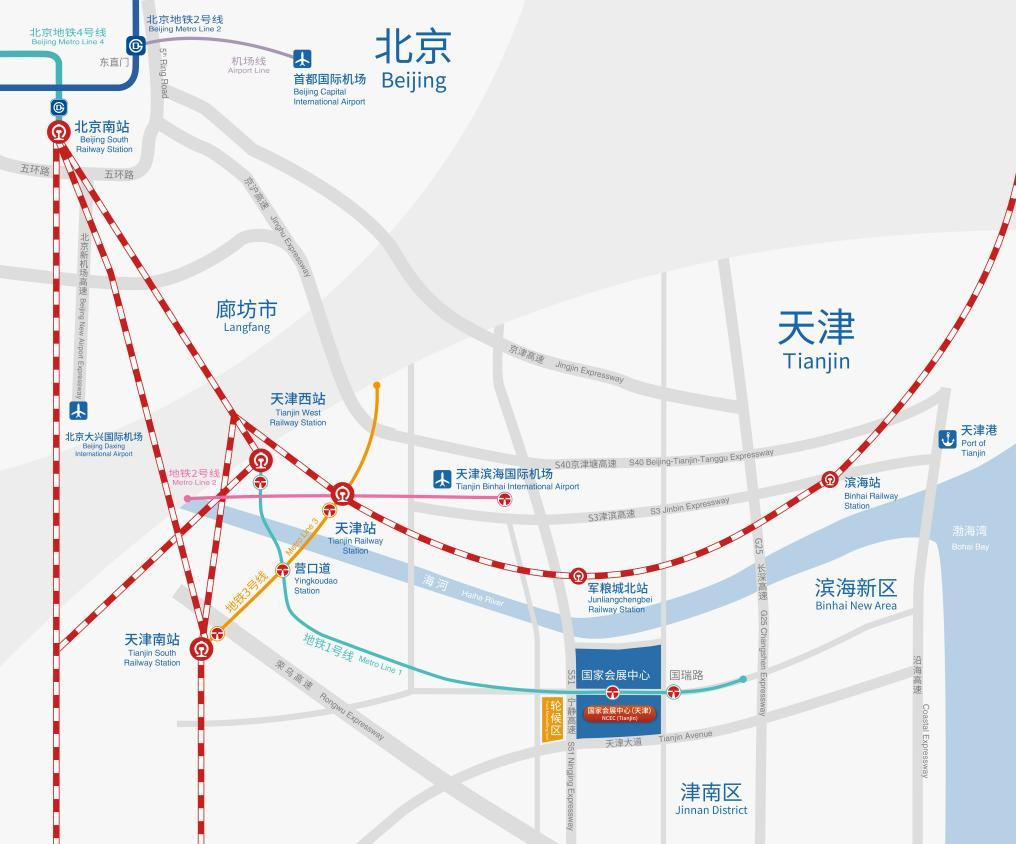 北京地铁2号线
Beijing Metro Line 2
北京地铁4号线
Beijing Metro Line 4
东直门
5th Ring Road
机场线
Airport Line
首都国际机场
Beijing Capital
International Airport
北京
Beijing
北京南站
Beijing South
Railway Station
五环路
五环路
京沪高速 Jinghu Expressway
北京新机场高速 Beijing New Airport Expressway
廊坊市
Langfang
天津
Tianjin
京津高速 Jingjin Expressway
天津西站
Tianjin West
Railway Station
北京大兴国际机场
Beijing Daxing
International Airport
地铁2号线
Metro Line 2
天津滨海国际机场
Tianjin Binhai International Airport
S40京津塘高速 S40 Beijing-Tianjin-Tanggu Expressway
天津港
Port of
Tianjin
滨海站
Binhai Railway
Station
S3津滨高速 S3 Jinbin Expressway
天津站
Tianjin Railway
Station
Metro Line 3
地铁3号线
营口道
Yingkoudao
Station
海河 Haihe River
军粮城北站
Junliangchengbei
Railway Station
G25 长深高速 G25 Changshen Expressway
渤海湾
Bohai Bay
滨海新区
Binhai New Area
天津南站
Tianjin South
Railway Station
地铁1号线 Metro Line 1
荣乌高速 Rongwu Expressway
国家会展中心
国瑞路
S51 宁静高速 S51 Ninging Expressway
轮候区
国家会展中心(天津)
NCEC (Tianjin)
天津大道 Tianjin Avenue
沿海高速 Coastal Expressway
津南区
Jinnan District